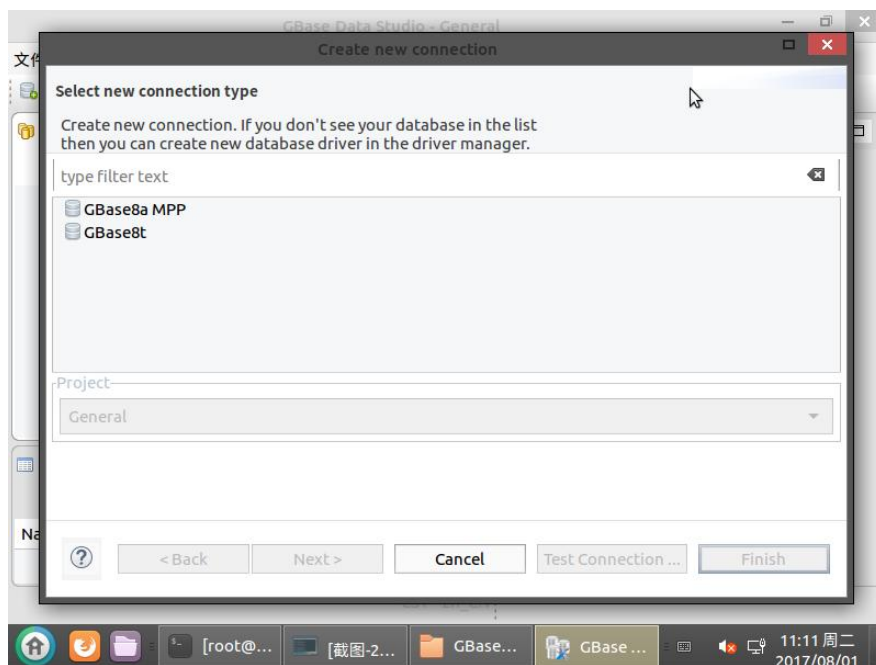 GBase Data Studio - General
Create new connection
文件
Select new connection type
Create new connection. If you don't see your database in the list
then you can create new database driver in the driver manager.
type filter text
GBase8a MPP
GBase8t
Project
General
Na
?
< Back
Next >
Cancel
Test Connection ...
Finish
[root@...
[截图-2...
GBase...
GBase ...
11:11 周二
2017/08/01